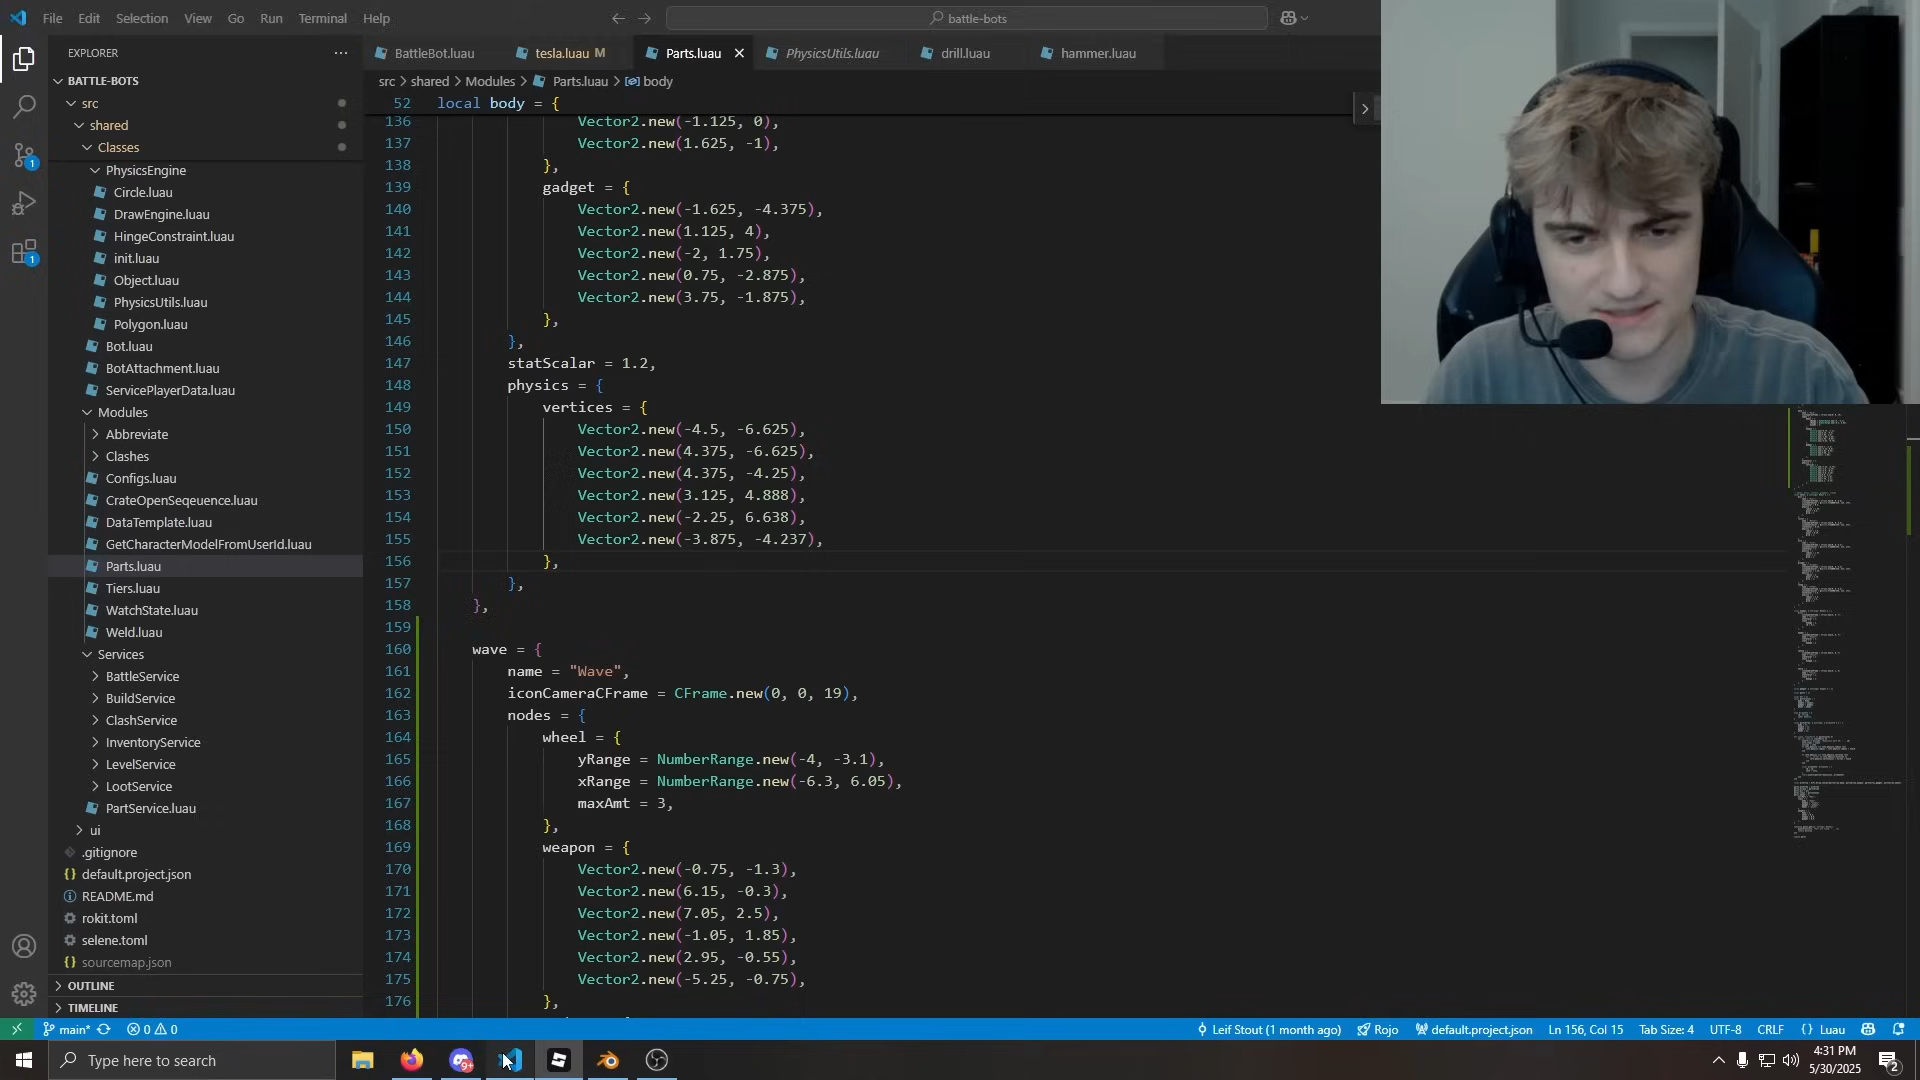 File Edit Selection View Go Run Terminal Help
battle-bots
EXPLORER
BATTLE-BOTS
src
shared
Classes
PhysicsEngine
Circle.luau
DrawEngine.luau
HingeConstraint.luau
init.luau
Object.luau
PhysicsUtils.luau
Polygon.luau
Bot.luau
BotAttachment.luau
ServicePlayerData.luau
Modules
Abbreviate
Clashes
Configs.luau
CrateOpenSeqeuence.luau
DataTemplate.luau
GetCharacterModelFromUserId.luau
Parts.luau
Tiers.luau
WatchState.luau
Weld.luau
Services
BattleService
BuildService
ClashService
InventoryService
LevelService
LootService
PartService.luau
ui
.gitignore
default.project.json
README.md
rokit.toml
selene.toml
sourcemap.json
OUTLINE
TIMELINE
BattleBot.luau tesla.luau M Parts.luau PhysicsUtils.luau drill.luau hammer.luau
src > shared > Modules > Parts.luau > body
52 local body = {
136 Vector2.new(-1.125, 0),
137 Vector2.new(1.625, -1),
138 },
139 gadget = {
140 Vector2.new(-1.625, -4.375),
141 Vector2.new(1.125, 4),
142 Vector2.new(-2, 1.75),
143 Vector2.new(0.75, -2.875),
144 Vector2.new(3.75, -1.875),
145 },
146 },
147 statScalar = 1.2,
148 physics = {
149 vertices = {
150 Vector2.new(-4.5, -6.625),
151 Vector2.new(4.375, -6.625),
152 Vector2.new(4.375, -4.25),
153 Vector2.new(3.125, 4.888),
154 Vector2.new(-2.25, 6.638),
155 Vector2.new(-3.875, -4.237),
156 },
157 },
158 },
159
160 wave = {
161 name = "Wave",
162 iconCameraCFrame = CFrame.new(0, 0, 19),
163 nodes = {
164 wheel = {
165 yRange = NumberRange.new(-4, -3.1),
166 xRange = NumberRange.new(-6.3, 6.05),
167 maxAmt = 3,
168 },
169 weapon = {
170 Vector2.new(-0.75, -1.3),
171 Vector2.new(6.15, -0.3),
172 Vector2.new(7.05, 2.5),
173 Vector2.new(-1.05, 1.85),
174 Vector2.new(2.95, -0.55),
175 Vector2.new(-5.25, -0.75),
176 },
main* 0 0 Leif Stout (1 month ago) Rojo default.project.json Ln 156, Col 15 Tab Size: 4 UTF-8 CRLF {} Luau
Type here to search
9+
4:31 PM
5/30/2025
2